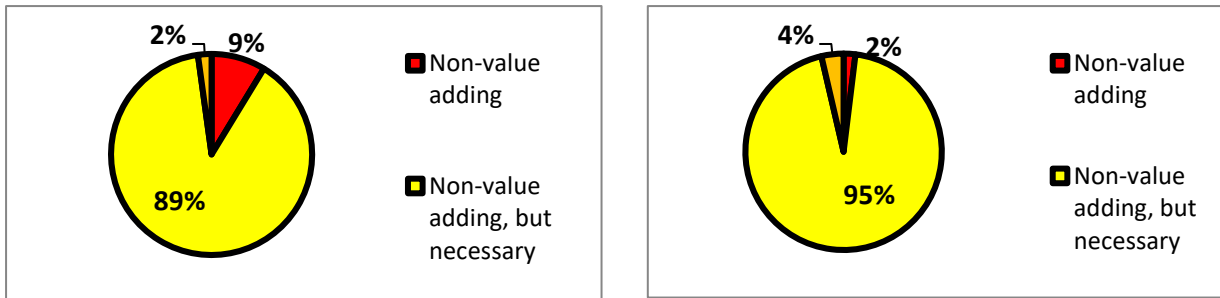 2%
9%
Non-value
adding
89%
Non-value
adding, but
necessary
4%
2%
Non-value
adding
95%
Non-value
adding, but
necessary